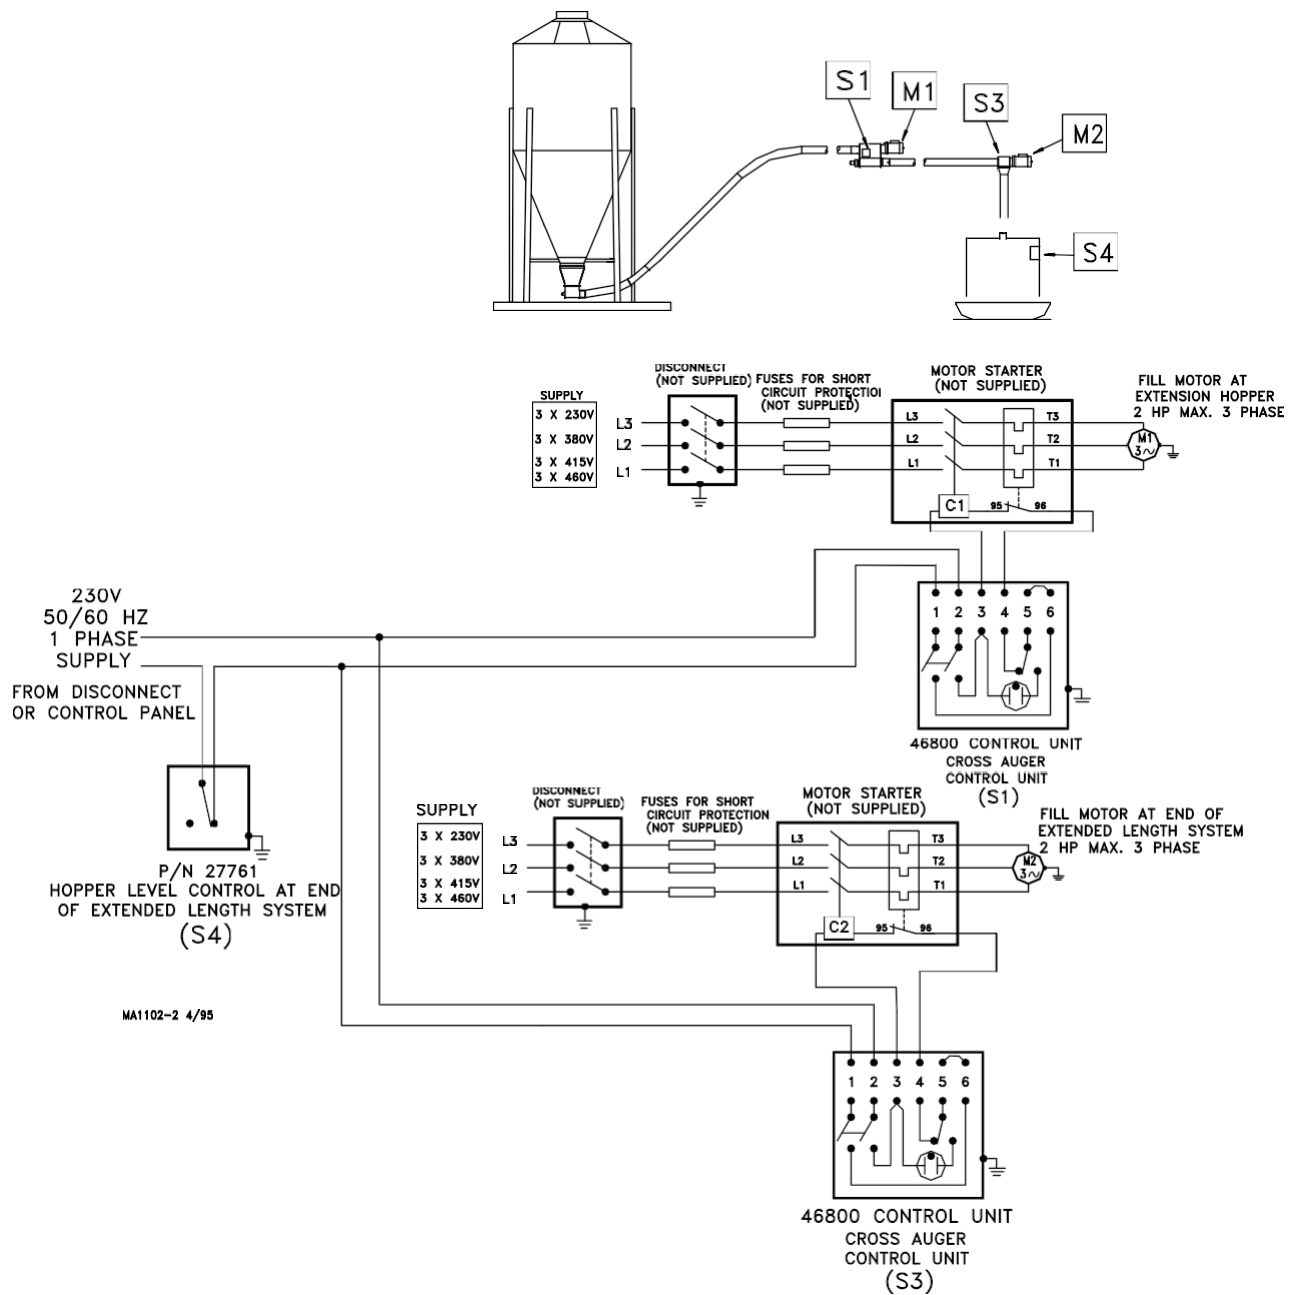 S1
M1
S3
M2
S4
DISCONNECT
(NOT SUPPLIED)
FUSES FOR SHORT
CIRCUIT PROTECTION
(NOT SUPPLIED)
MOTOR STARTER
(NOT SUPPLIED)
FILL MOTOR AT
EXTENSION HOPPER
2 HP MAX. 3 PHASE
SUPPLY
3 X 230V
3 X 380V
3 X 415V
3 X 460V
L3
L2
L1
L3
L2
L1
T3
T2
T1
M1
3~
C1
95
96
230V
50/60 HZ
1 PHASE
SUPPLY
FROM DISCONNECT
OR CONTROL PANEL
1 2 3 4 5 6
46800 CONTROL UNIT
CROSS AUGER
CONTROL UNIT
(S1)
P/N 27761
HOPPER LEVEL CONTROL AT END
OF EXTENDED LENGTH SYSTEM
(S4)
DISCONNECT
(NOT SUPPLIED)
FUSES FOR SHORT
CIRCUIT PROTECTION
(NOT SUPPLIED)
MOTOR STARTER
(NOT SUPPLIED)
FILL MOTOR AT END OF
EXTENDED LENGTH SYSTEM
2 HP MAX. 3 PHASE
SUPPLY
3 X 230V
3 X 380V
3 X 415V
3 X 460V
L3
L2
L1
L3
L2
L1
T3
T2
T1
M2
3~
C2
95
96
MA1102-2 4/95
1 2 3 4 5 6
46800 CONTROL UNIT
CROSS AUGER
CONTROL UNIT
(S3)